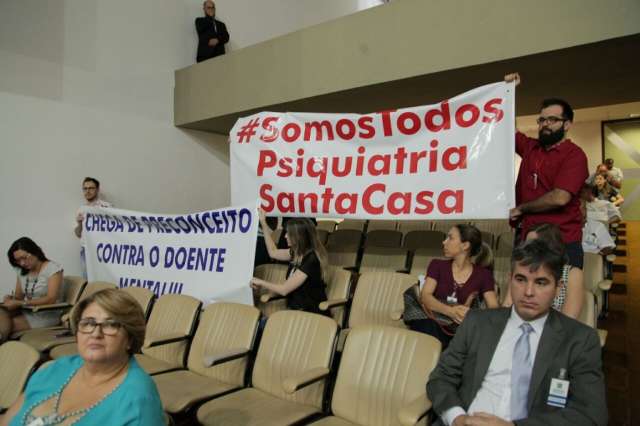 #SomosTodos
Psiquiatria
SantaCasa
CHEGA DE PRECONCEITO
CONTRA O DOENTE
MENTAL!!!